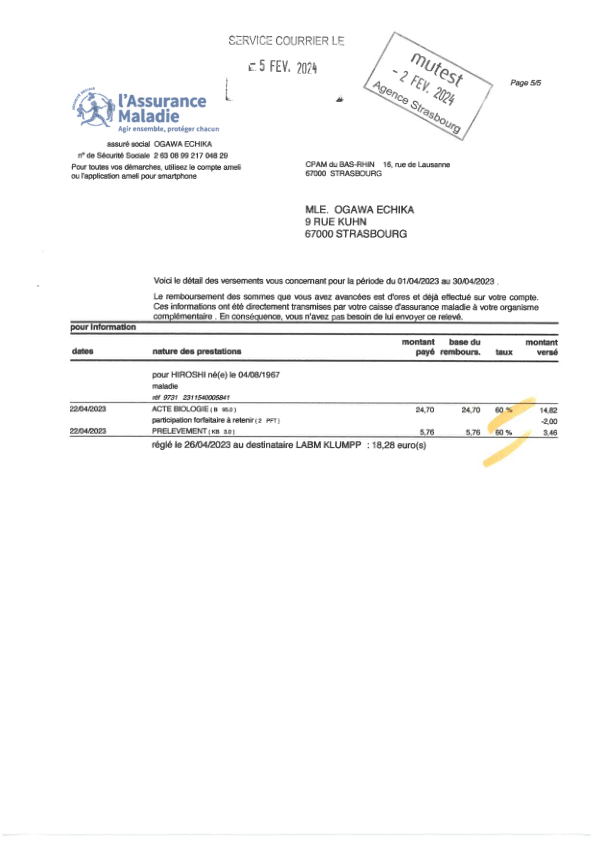 SERVICE COURRIER LE
5 FEV. 2024
mutest
- 2 FEV. 2024
Agence Strasbourg
Page 5/5
l'Assurance
Maladie
Agir ensemble, protéger chacun
assuré social OGAWA ECHIKA
n° de Sécurité Sociale 2 63 08 99 217 048 29
Pour toutes vos démarches, utilisez le compte ameli
ou l'application ameli pour smartphone
CPAM du BAS-RHIN 16, rue de Lausanne
67000 STRASBOURG
MLE. OGAWA ECHIKA
9 RUE KUHN
67000 STRASBOURG
Voici le détail des versements vous concernant pour la période du 01/04/2023 au 30/04/2023 .
Le remboursement des sommes que vous avez avancées est d'ores et déjà effectué sur votre compte.
Ces informations ont été directement transmises par votre caisse d'assurance maladie à votre organisme
complémentaire . En conséquence, vous n'avez pas besoin de lui envoyer ce relevé.
pour information
dates nature des prestations montant payé base du rembours. taux montant versé
pour HIROSHI né(e) le 04/08/1967
maladie
réf 9731 2311540005841
22/04/2023 ACTE BIOLOGIE ( B 95.0 ) 24,70 24,70 60 % 14,82
participation forfaitaire à retenir ( 2 PFT ) -2,00
22/04/2023 PRELEVEMENT ( KB 3.0 ) 5,76 5,76 60 % 3,46
réglé le 26/04/2023 au destinataire LABM KLUMPP : 18,28 euro(s)